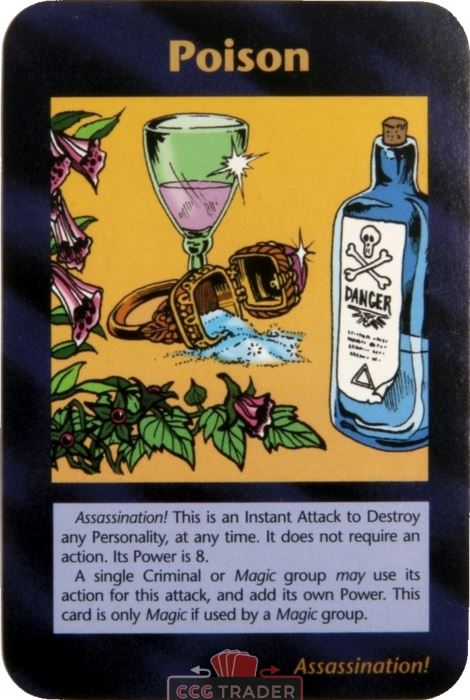 Poison
DANGER
Assassination! This is an Instant Attack to Destroy
any Personality, at any time. It does not require an
action. Its Power is 8.
A single Criminal or Magic group may use its
action for this attack, and add its own Power. This
card is only Magic if used by a Magic group.
Assassination!
CCG TRADER